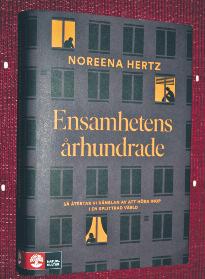 NOREENA HERTZ
Ensamhetens
århundrade
SÅ ÅTERTAR VI KÄNSLAN AV ATT HÖRA IHOP
I EN SPLITTRAD VÄRLD